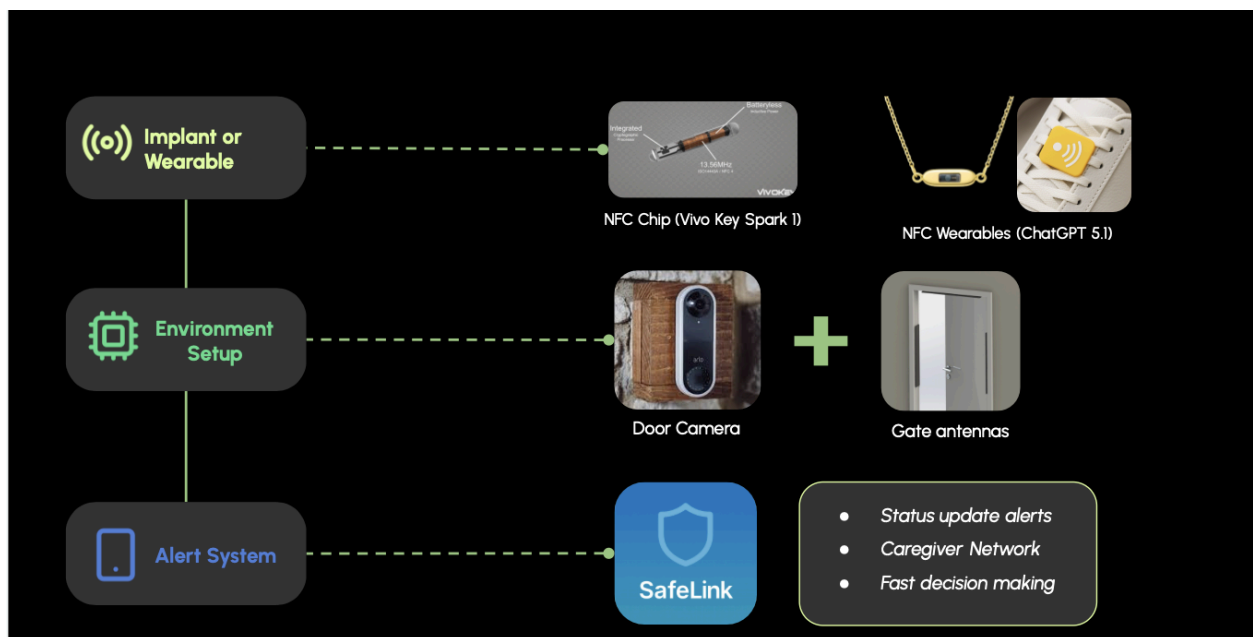 Implant or
Wearable
Integrated
Batteryless
13.56MHz
VIVOKEY
NFC Chip (Vivo Key Spark 1)
NFC Wearables (ChatGPT 5.1)
Environment
Setup
arlo
Door Camera
Gate antennas
Alert System
SafeLink
Status update alerts
Caregiver Network
Fast decision making